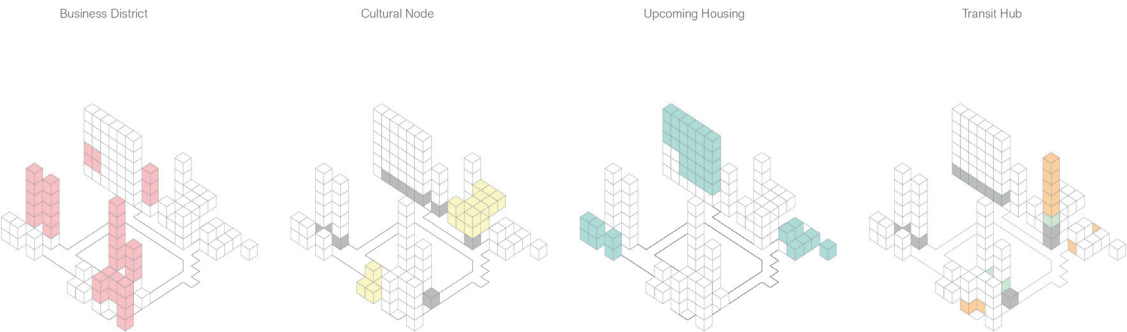 Business District
Cultural Node
Upcoming Housing
Transit Hub